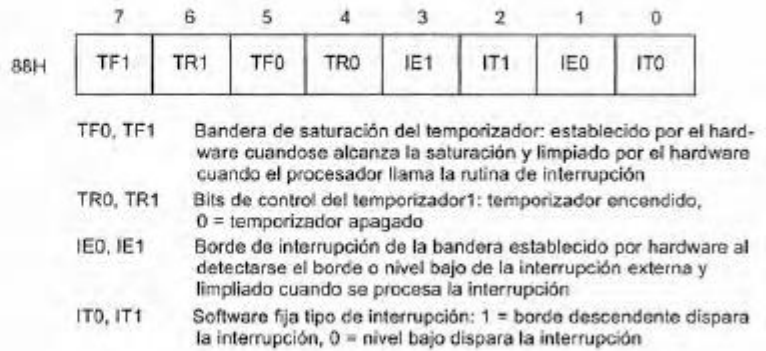 7 6 5 4 3 2 1 0
88H TF1 TR1 TF0 TR0 IE1 IT1 IE0 IT0
TF0, TF1 Bandera de saturación del temporizador: establecido por el hard-
ware cuandose alcanza la saturación y limpiado por el hardware
cuando el procesador llama la rutina de interrupción
TR0, TR1 Bits de control del temporizador1: temporizador encendido,
0 = temporizador apagado
IE0, IE1 Borde de interrupción de la bandera establecido por hardware al
detectarse el borde o nivel bajo de la interrupción externa y
limpliado cuando se procesa la interrupción
IT0, IT1 Software fija tipo de interrupción: 1 = borde descendente dispara
la interrupción, 0 = nivel bajo dispara la interrupción